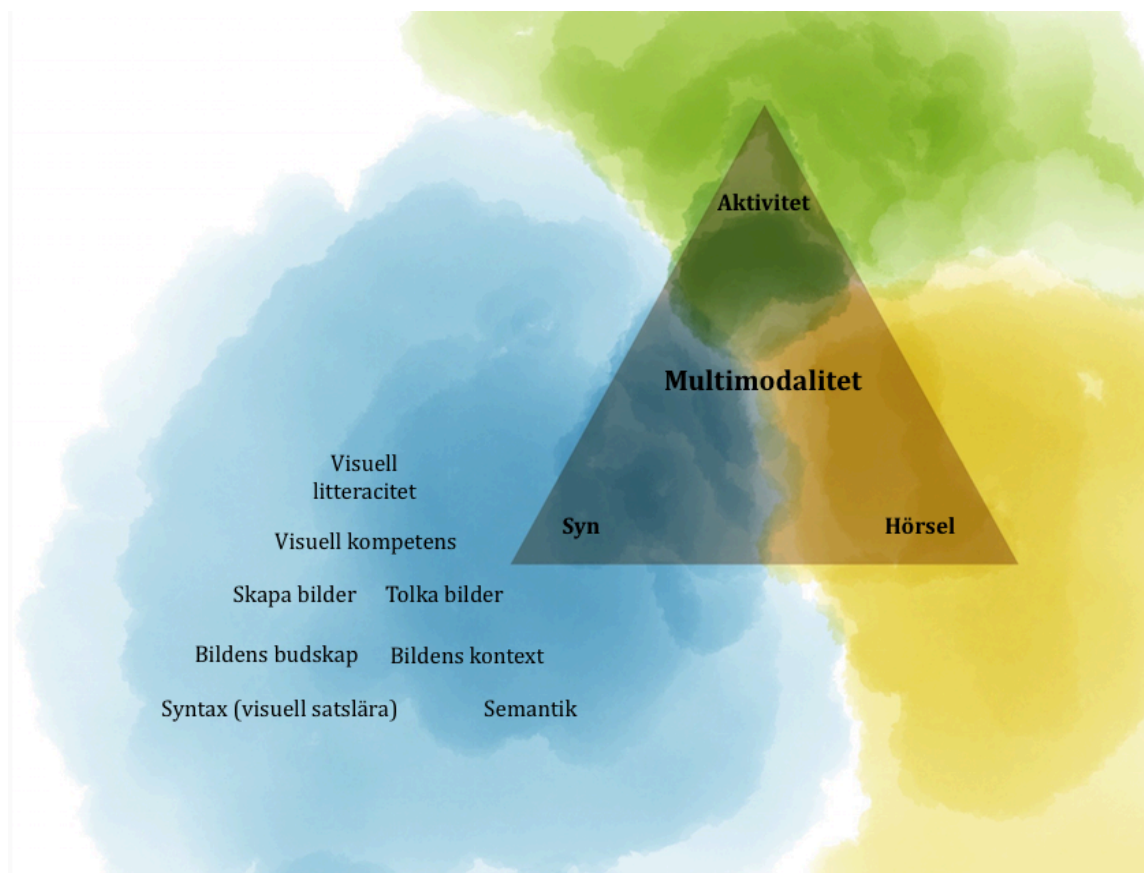 Aktivitet
Multimodalitet
Visuell
litteracitet
Syn
Hörsel
Visuell kompetens
Skapa bilder Tolka bilder
Bildens budskap Bildens kontext
Syntax (visuell satslära) Semantik